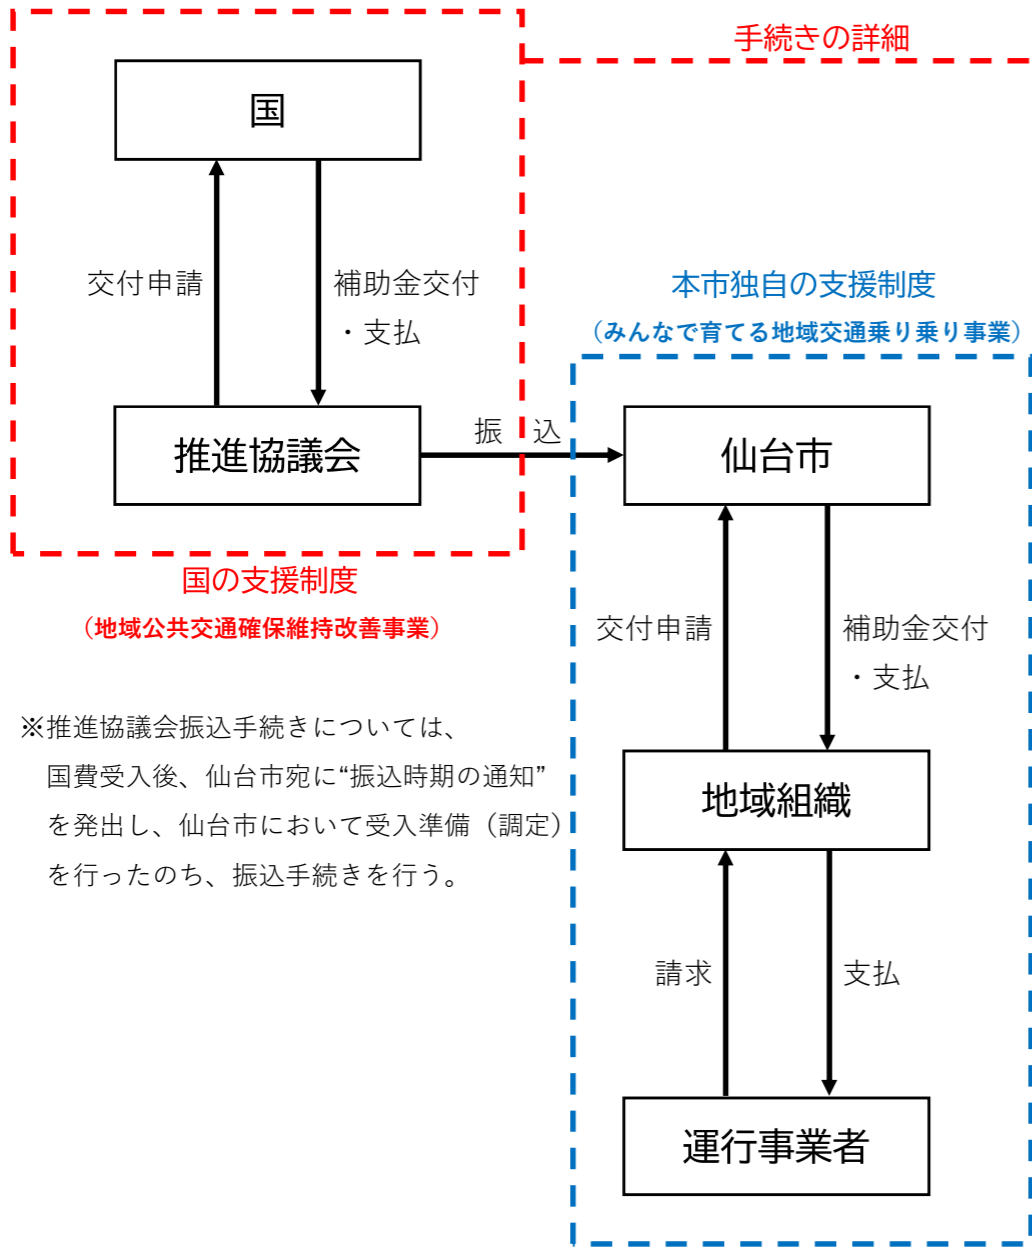 手続きの詳細
国
交付申請
補助金交付
・支払
推進協議会
振込
国の支援制度
（地域公共交通確保維持改善事業）
本市独自の支援制度
（みんなで育てる地域交通乗り乗り事業）
仙台市
交付申請
補助金交付
・支払
地域組織
請求
支払
運行事業者
※推進協議会振込手続きについては、
国費受入後、仙台市宛に“振込時期の通知”
を発出し、仙台市において受入準備（調定）
を行ったのち、振込手続きを行う。